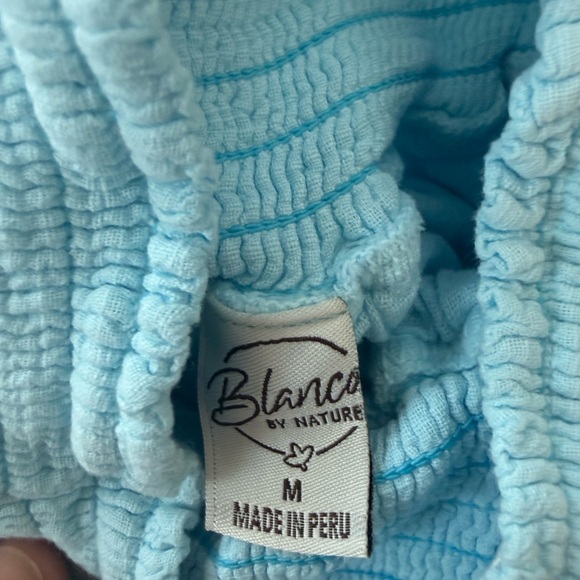 Blanco
BY NATURE
M
MADE IN PERU